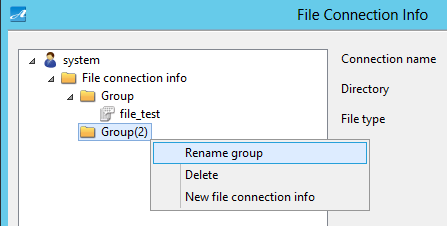 File Connection Info
system
File connection info
Group
file_test
Group(2)
Rename group
Delete
New file connection info
Connection name
Directory
File type